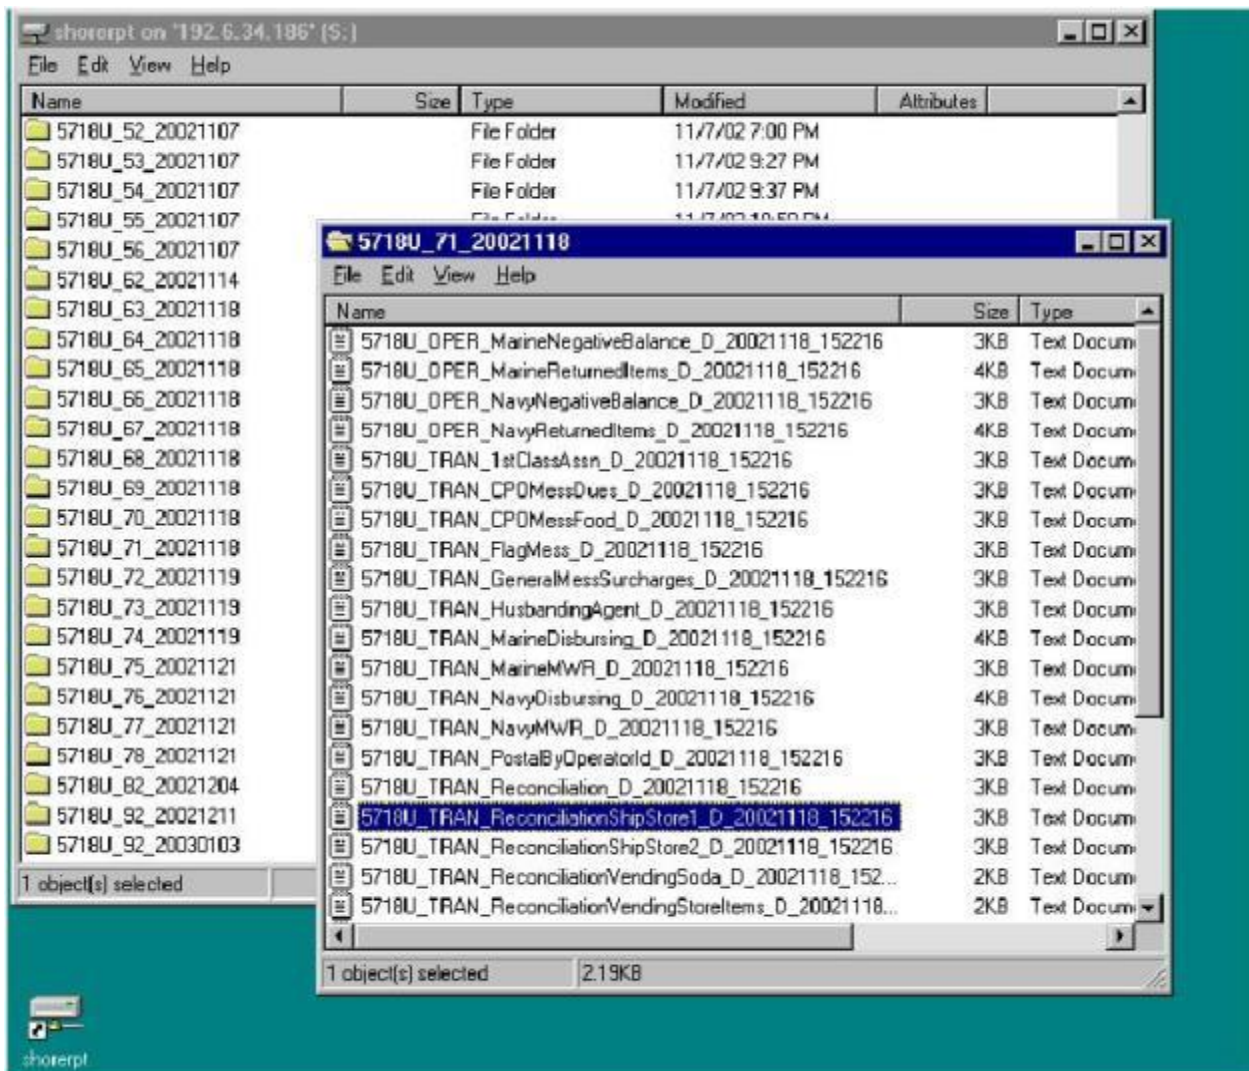 shorerpt on '192.6.34.186' (S:)
File Edit View Help
Name Size Type Modified Attributes
5718U_52_20021107 File Folder 11/7/02 7:00 PM
5718U_53_20021107 File Folder 11/7/02 9:27 PM
5718U_54_20021107 File Folder 11/7/02 9:37 PM
5718U_55_20021107 File Folder 11/7/02 10:59 PM
5718U_56_20021107
5718U_62_20021114
5718U_63_20021118
5718U_64_20021118
5718U_65_20021118
5718U_66_20021118
5718U_67_20021118
5718U_68_20021118
5718U_69_20021118
5718U_70_20021118
5718U_71_20021118
5718U_72_20021119
5718U_73_20021119
5718U_74_20021119
5718U_75_20021121
5718U_76_20021121
5718U_77_20021121
5718U_78_20021121
5718U_82_20021204
5718U_92_20021211
5718U_92_20030103
1 object(s) selected
5718U_71_20021118
File Edit View Help
Name Size Type
5718U_OPER_MarineNegativeBalance_D_20021118_152216 3KB Text Docum
5718U_OPER_MarineReturnedItems_D_20021118_152216 4KB Text Docum
5718U_OPER_NavyNegativeBalance_D_20021118_152216 3KB Text Docum
5718U_OPER_NavyReturnedItems_D_20021118_152216 4KB Text Docum
5718U_TRAN_1stClassAssn_D_20021118_152216 3KB Text Docum
5718U_TRAN_CPOMessDues_D_20021118_152216 3KB Text Docum
5718U_TRAN_CPOMessFood_D_20021118_152216 3KB Text Docum
5718U_TRAN_FlagMess_D_20021118_152216 3KB Text Docum
5718U_TRAN_GeneralMessSurcharges_D_20021118_152216 3KB Text Docum
5718U_TRAN_HusbandingAgent_D_20021118_152216 3KB Text Docum
5718U_TRAN_MarineDisbursing_D_20021118_152216 4KB Text Docum
5718U_TRAN_MarineMWR_D_20021118_152216 3KB Text Docum
5718U_TRAN_NavyDisbursing_D_20021118_152216 4KB Text Docum
5718U_TRAN_NavyMWR_D_20021118_152216 3KB Text Docum
5718U_TRAN_PostalByOperatorId_D_20021118_152216 3KB Text Docum
5718U_TRAN_Reconciliation_D_20021118_152216 3KB Text Docum
5718U_TRAN_ReconciliationShipStore1_D_20021118_152216 3KB Text Docum
5718U_TRAN_ReconciliationShipStore2_D_20021118_152216 3KB Text Docum
5718U_TRAN_ReconciliationVendingSoda_D_20021118_152... 2KB Text Docum
5718U_TRAN_ReconciliationVendingStoreItems_D_20021118... 2KB Text Docum
1 object(s) selected 2.19KB
shorerpt